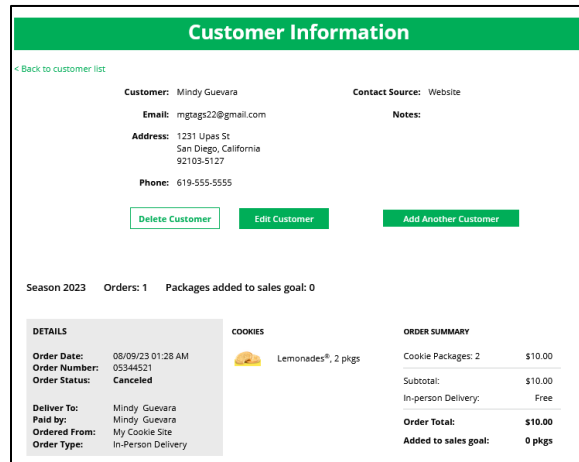 Customer Information
< Back to customer list
Customer: Mindy Guevara
Contact Source: Website
Email: mgtags22@gmail.com
Notes:
Address: 1231 Upas St
San Diego, California
92103-5127
Phone: 619-555-5555
Delete Customer
Edit Customer
Add Another Customer
Season 2023 Orders: 1 Packages added to sales goal: 0
DETAILS
Order Date: 08/09/23 01:28 AM
Order Number: 05344521
Order Status: Canceled
Deliver To: Mindy Guevara
Paid by: Mindy Guevara
Ordered From: My Cookie Site
Order Type: In-Person Delivery
COOKIES
Lemonades®, 2 pkgs
ORDER SUMMARY
Cookie Packages: 2 $10.00
Subtotal: $10.00
In-person Delivery: Free
Order Total: $10.00
Added to sales goal: 0 pkgs